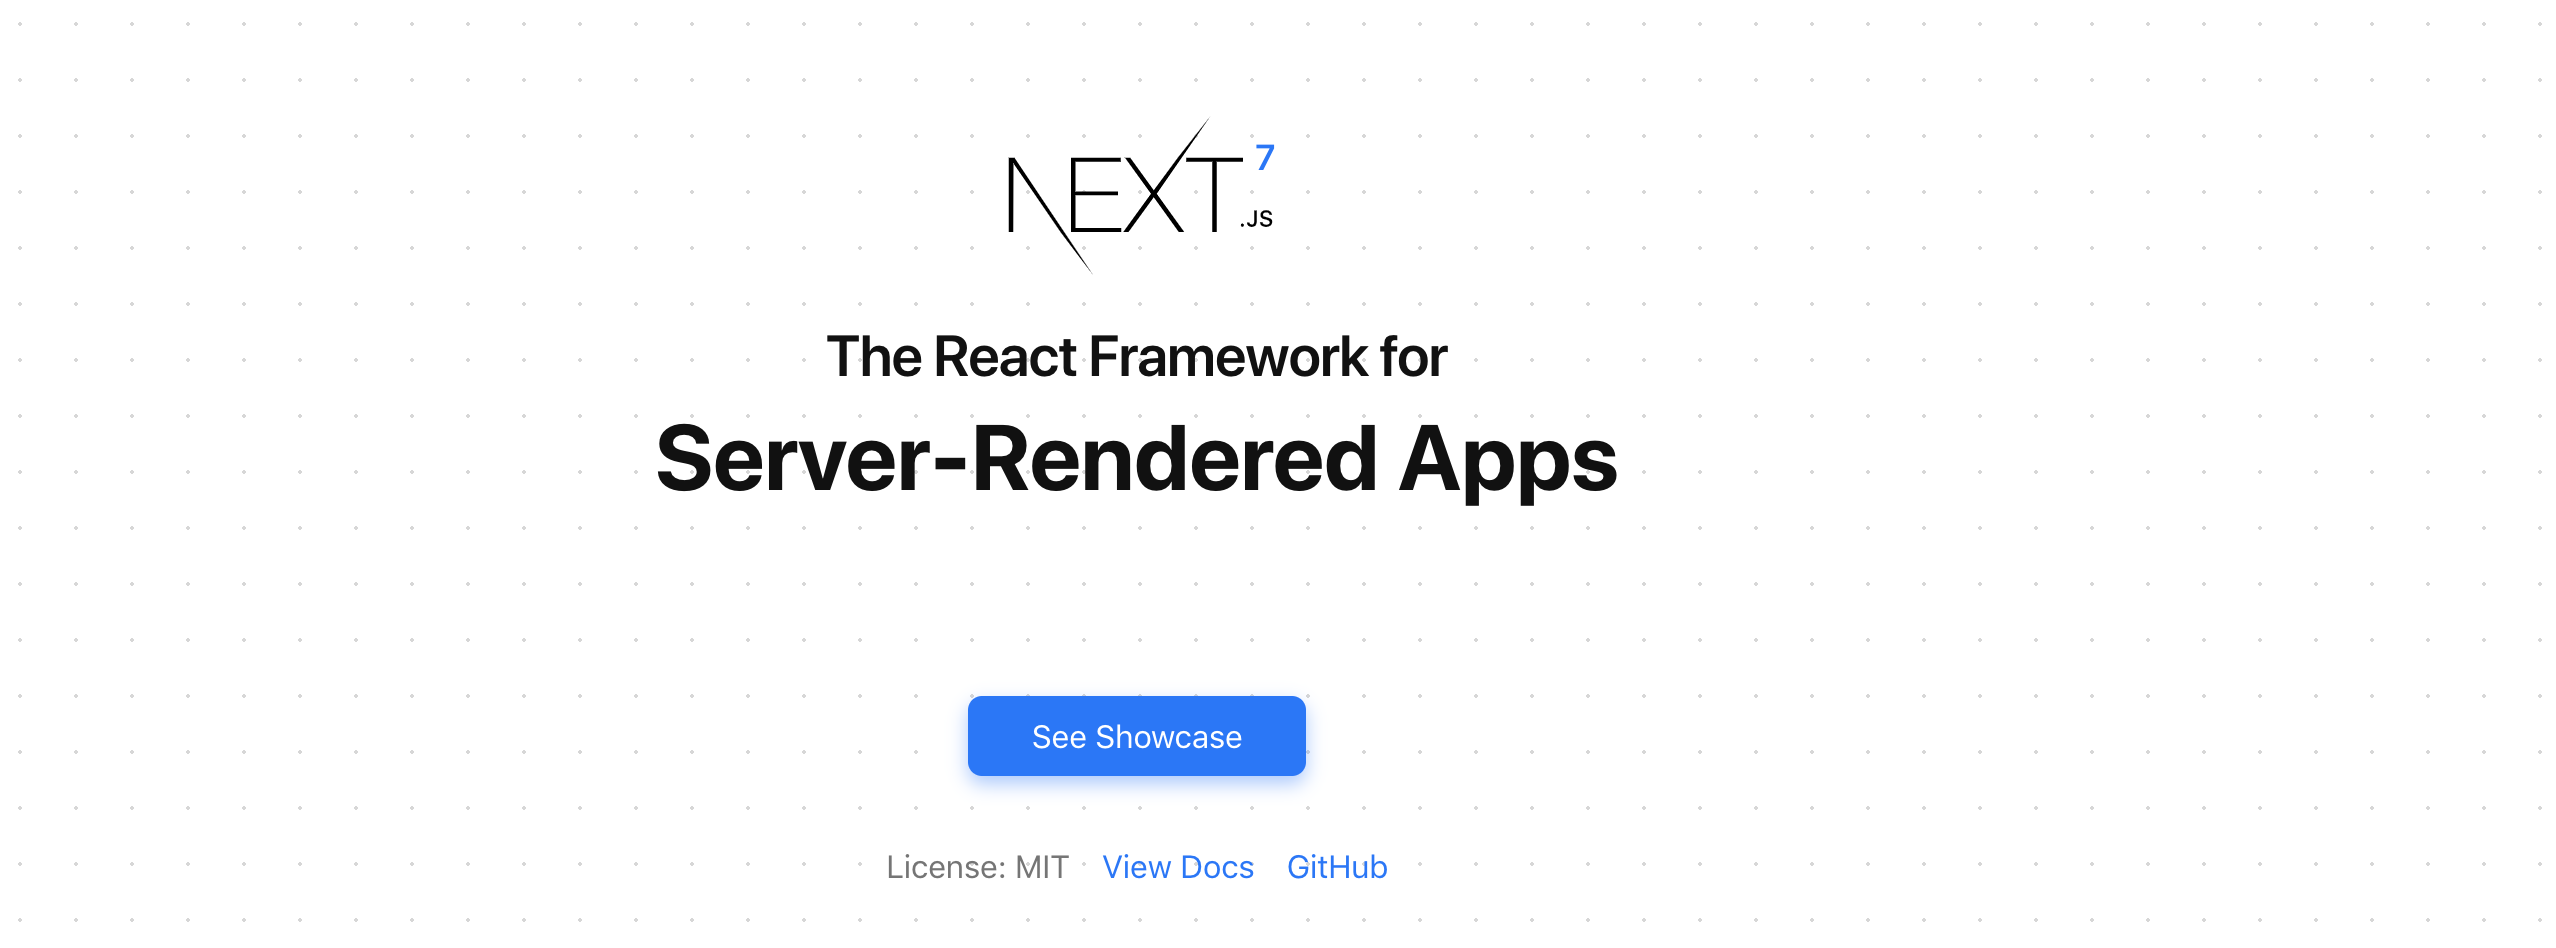 NEXT 7
.JS
The React Framework for
Server-Rendered Apps
See Showcase
License: MIT View Docs GitHub